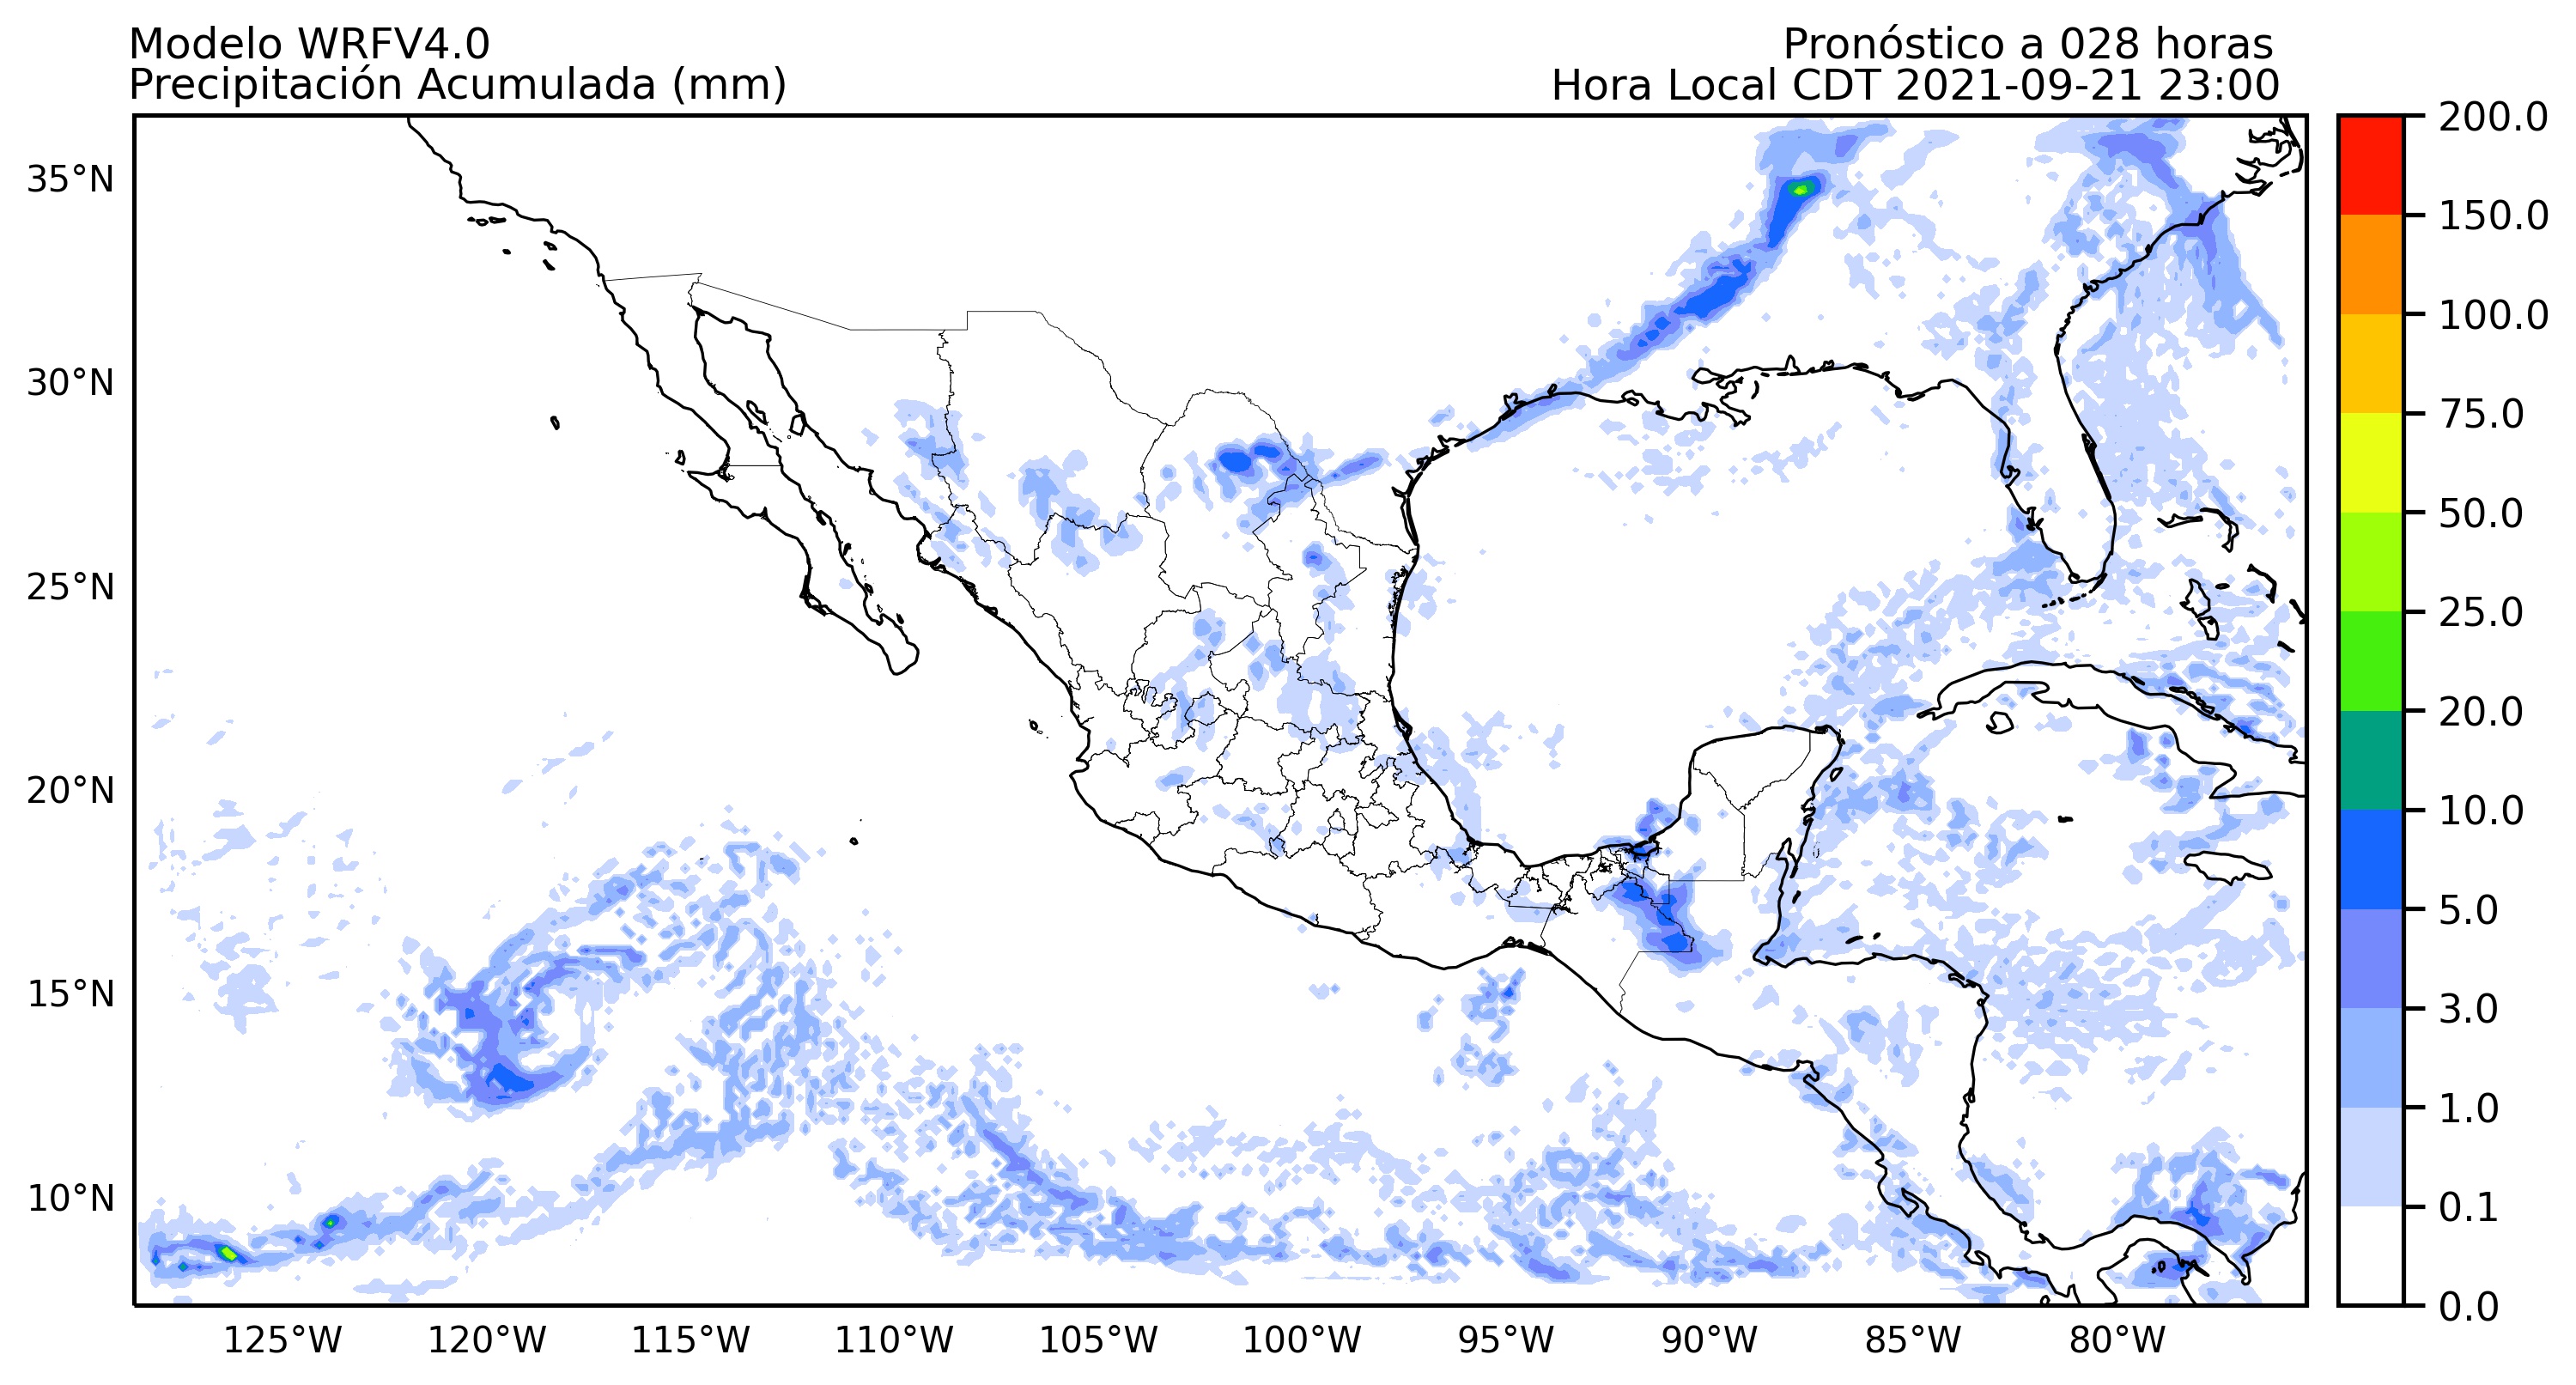 Modelo WRFV4.0
Precipitación Acumulada (mm)
Pronóstico a 028 horas
Hora Local CDT 2021-09-21 23:00
35°N
30°N
25°N
20°N
15°N
10°N
125°W
120°W
115°W
110°W
105°W
100°W
95°W
90°W
85°W
80°W
200.0
150.0
100.0
75.0
50.0
25.0
20.0
10.0
5.0
3.0
1.0
0.1
0.0